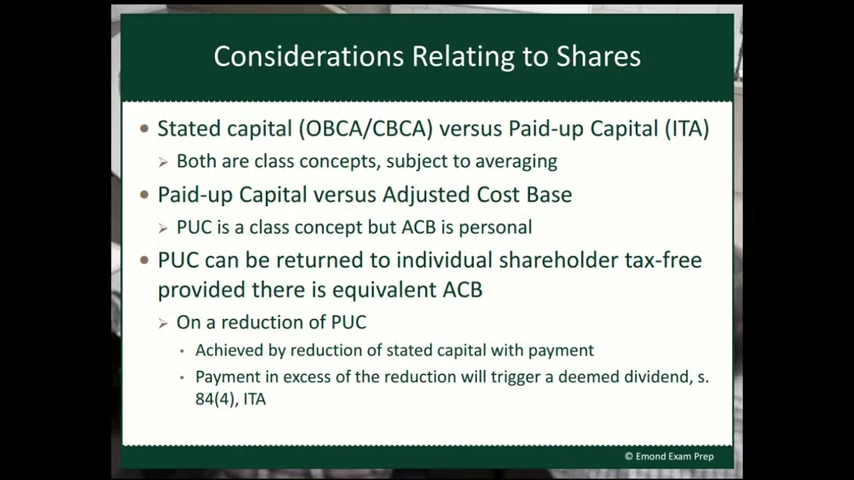 Considerations Relating to Shares
• Stated capital (OBCA/CBCA) versus Paid-up Capital (ITA)
➢ Both are class concepts, subject to averaging
• Paid-up Capital versus Adjusted Cost Base
➢ PUC is a class concept but ACB is personal
• PUC can be returned to individual shareholder tax-free
provided there is equivalent ACB
➢ On a reduction of PUC
• Achieved by reduction of stated capital with payment
• Payment in excess of the reduction will trigger a deemed dividend, s.
84(4), ITA
© Emond Exam Prep